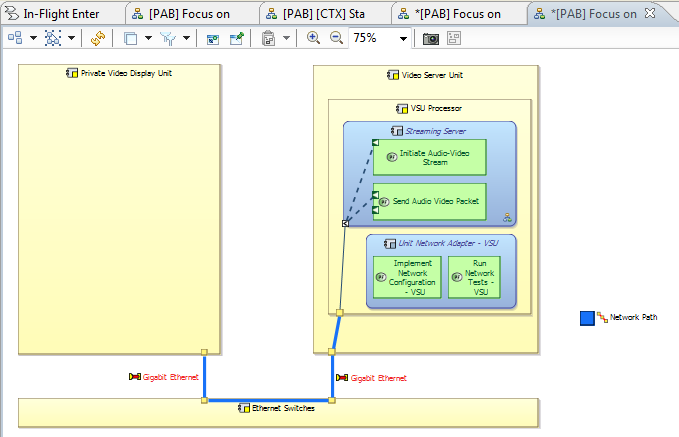 In-Flight Enter
[PAB] Focus on
[PAB] [CTX] Sta
*[PAB] Focus on
*[PAB] Focus on
75%
Private Video Display Unit
Video Server Unit
VSU Processor
Streaming Server
Initiate Audio-Video
Stream
Send Audio Video Packet
Unit Network Adapter - VSU
Implement
Network
Configuration
- VSU
Run
Network
Tests -
VSU
Network Path
Gigabit Ethernet
Gigabit Ethernet
Ethernet Switches